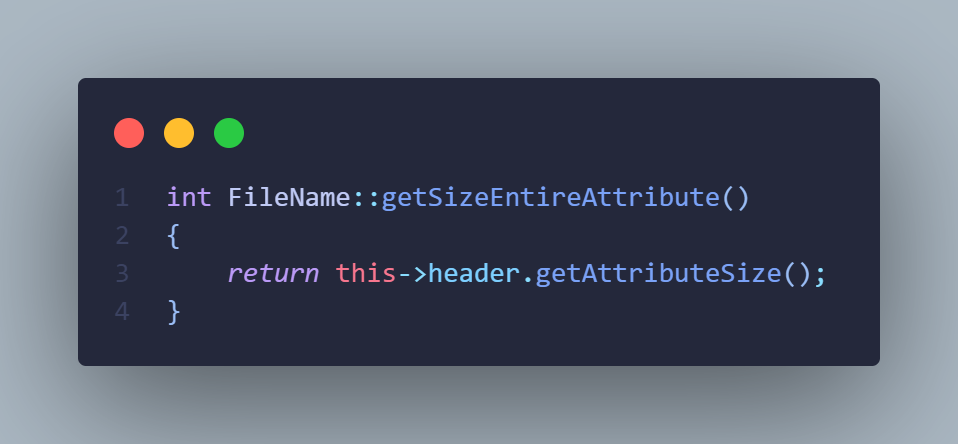 1 int FileName::getSizeEntireAttribute()
2 {
3     return this->header.getAttributeSize();
4 }